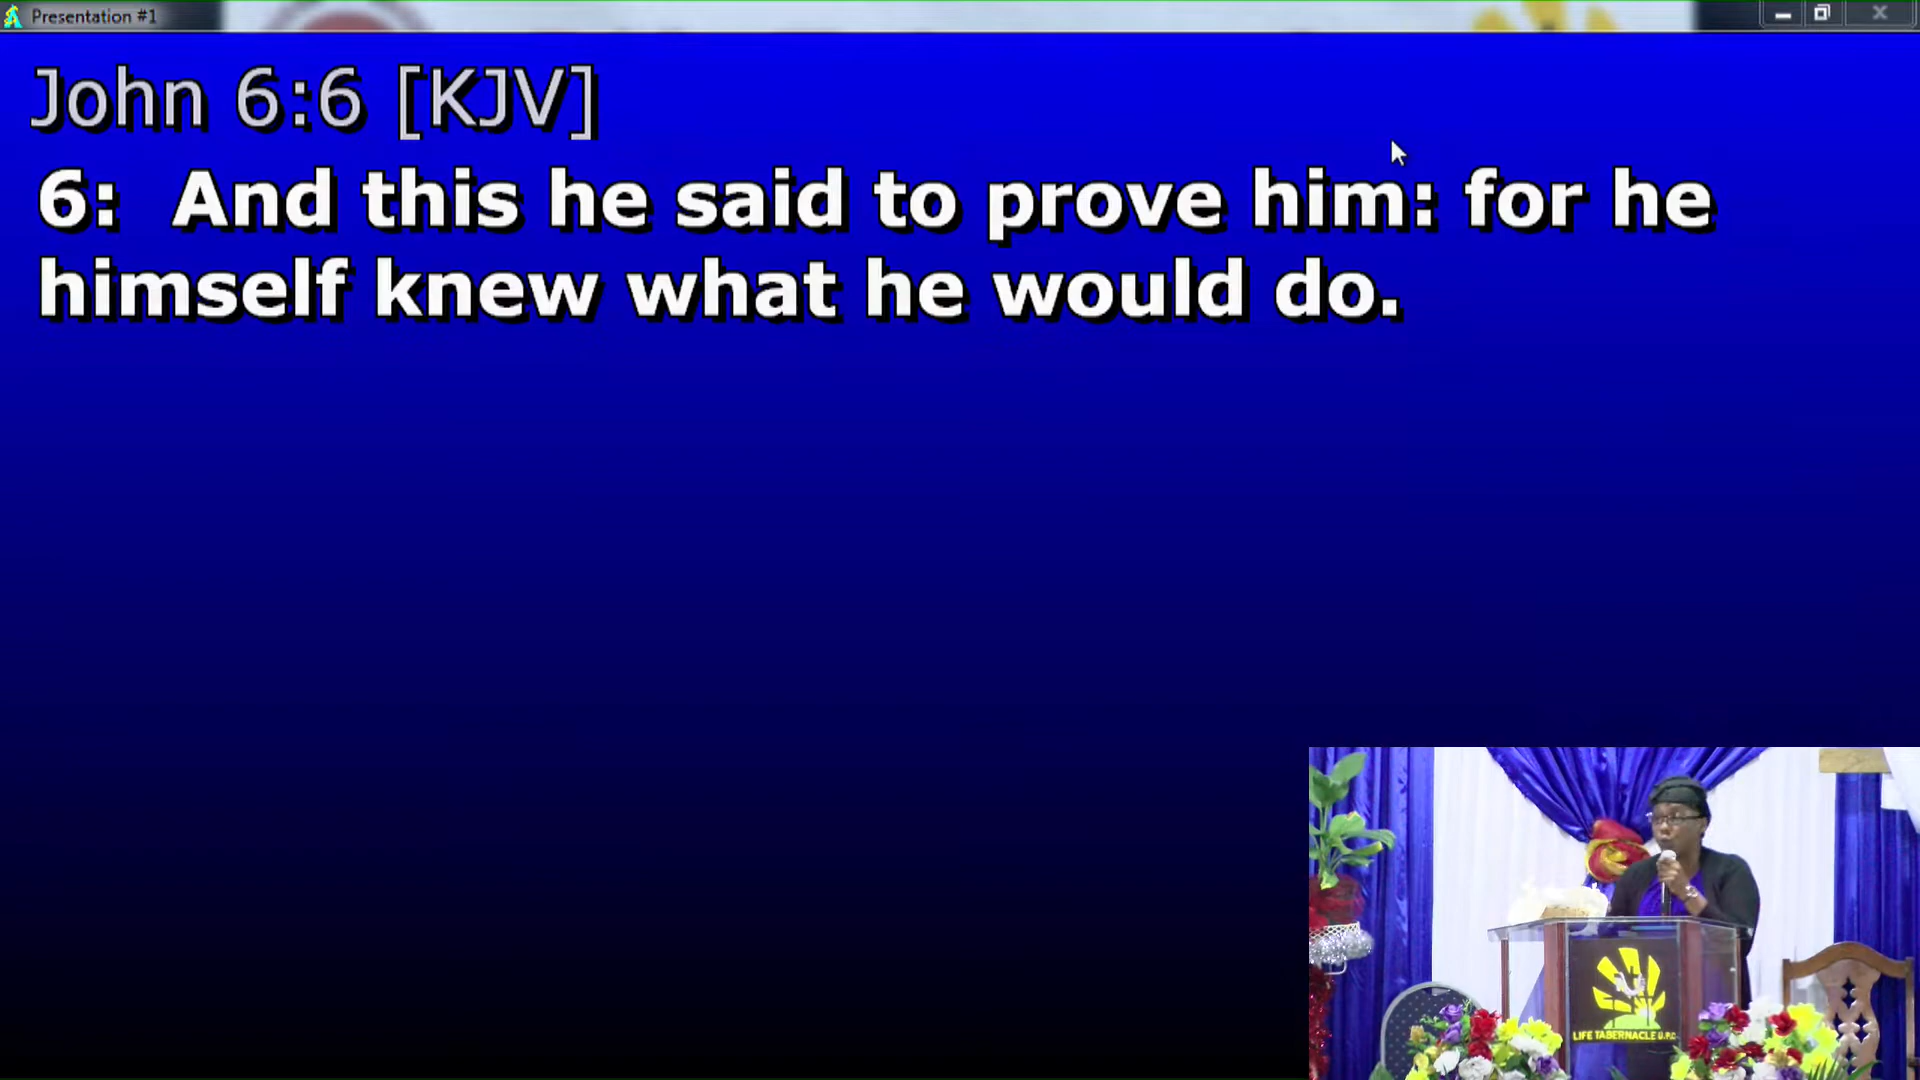 Presentation #1
John 6:6 [KJV]
6: And this he said to prove him: for he
himself knew what he would do.
LIFE TABERNACLE U.P.C.